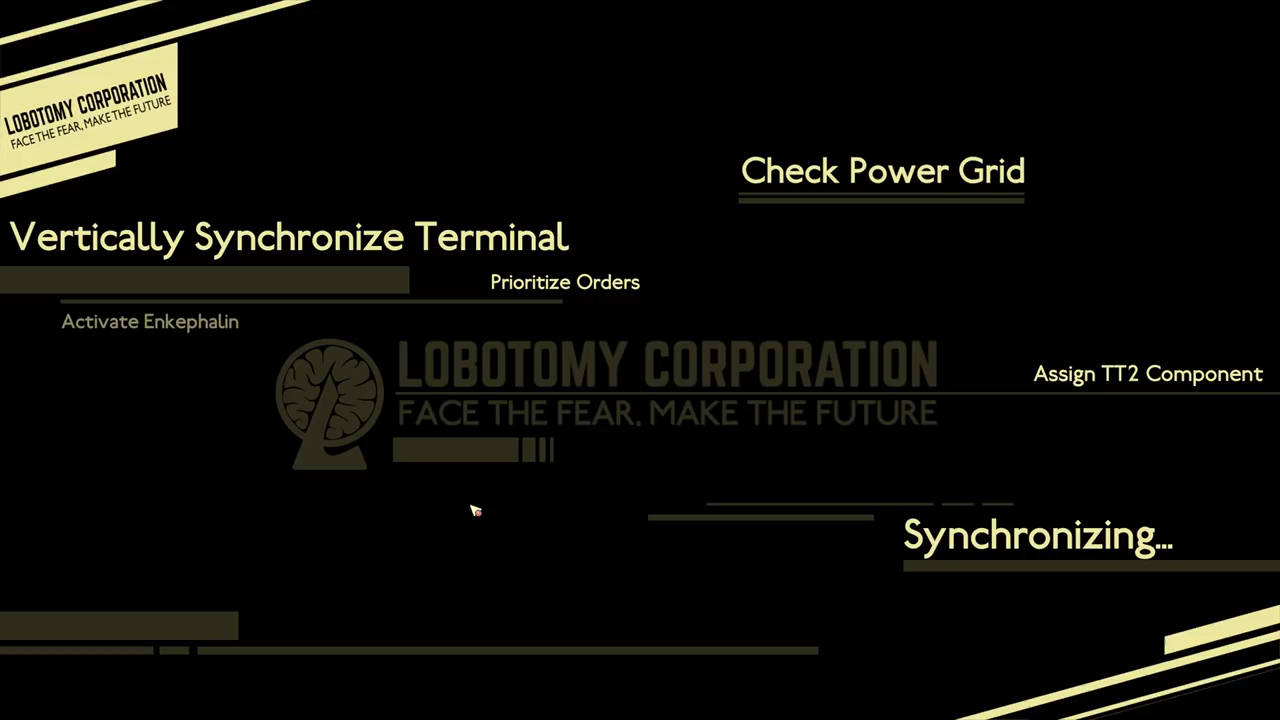 LOBOTOMY CORPORATION
FACE THE FEAR, MAKE THE FUTURE
Check Power Grid
Vertically Synchronize Terminal
Prioritize Orders
Activate Enkephalin
LOBOTOMY CORPORATION
FACE THE FEAR, MAKE THE FUTURE
Assign TT2 Component
Synchronizing...